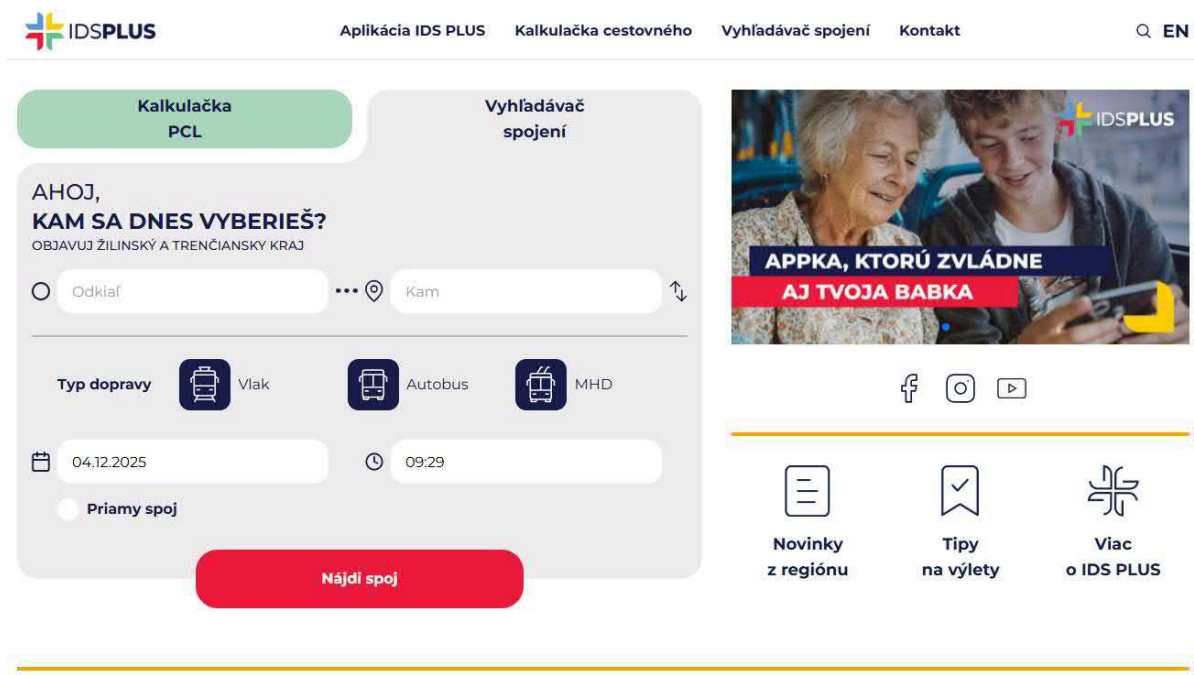 IDSPLUS
Aplikácia IDS PLUS
Kalkulačka cestovného
Vyhľadávač spojení
Kontakt
EN
Kalkulačka
PCL
Vyhľadávač
spojení
AHOJ,
KAM SA DNES VYBERIEŠ?
OBJAVUJ ŽILINSKÝ A TRENČIANSKY KRAJ
Odkiaľ
Kam
Typ dopravy
Vlak
Autobus
MHD
04.12.2025
09:29
Priamy spoj
Nájdi spoj
IDSPLUS
APPKA, KTORÚ ZVLÁDNE
AJ TVOJA BABKA
Novinky
z regiónu
Tipy
na výlety
Viac
o IDS PLUS